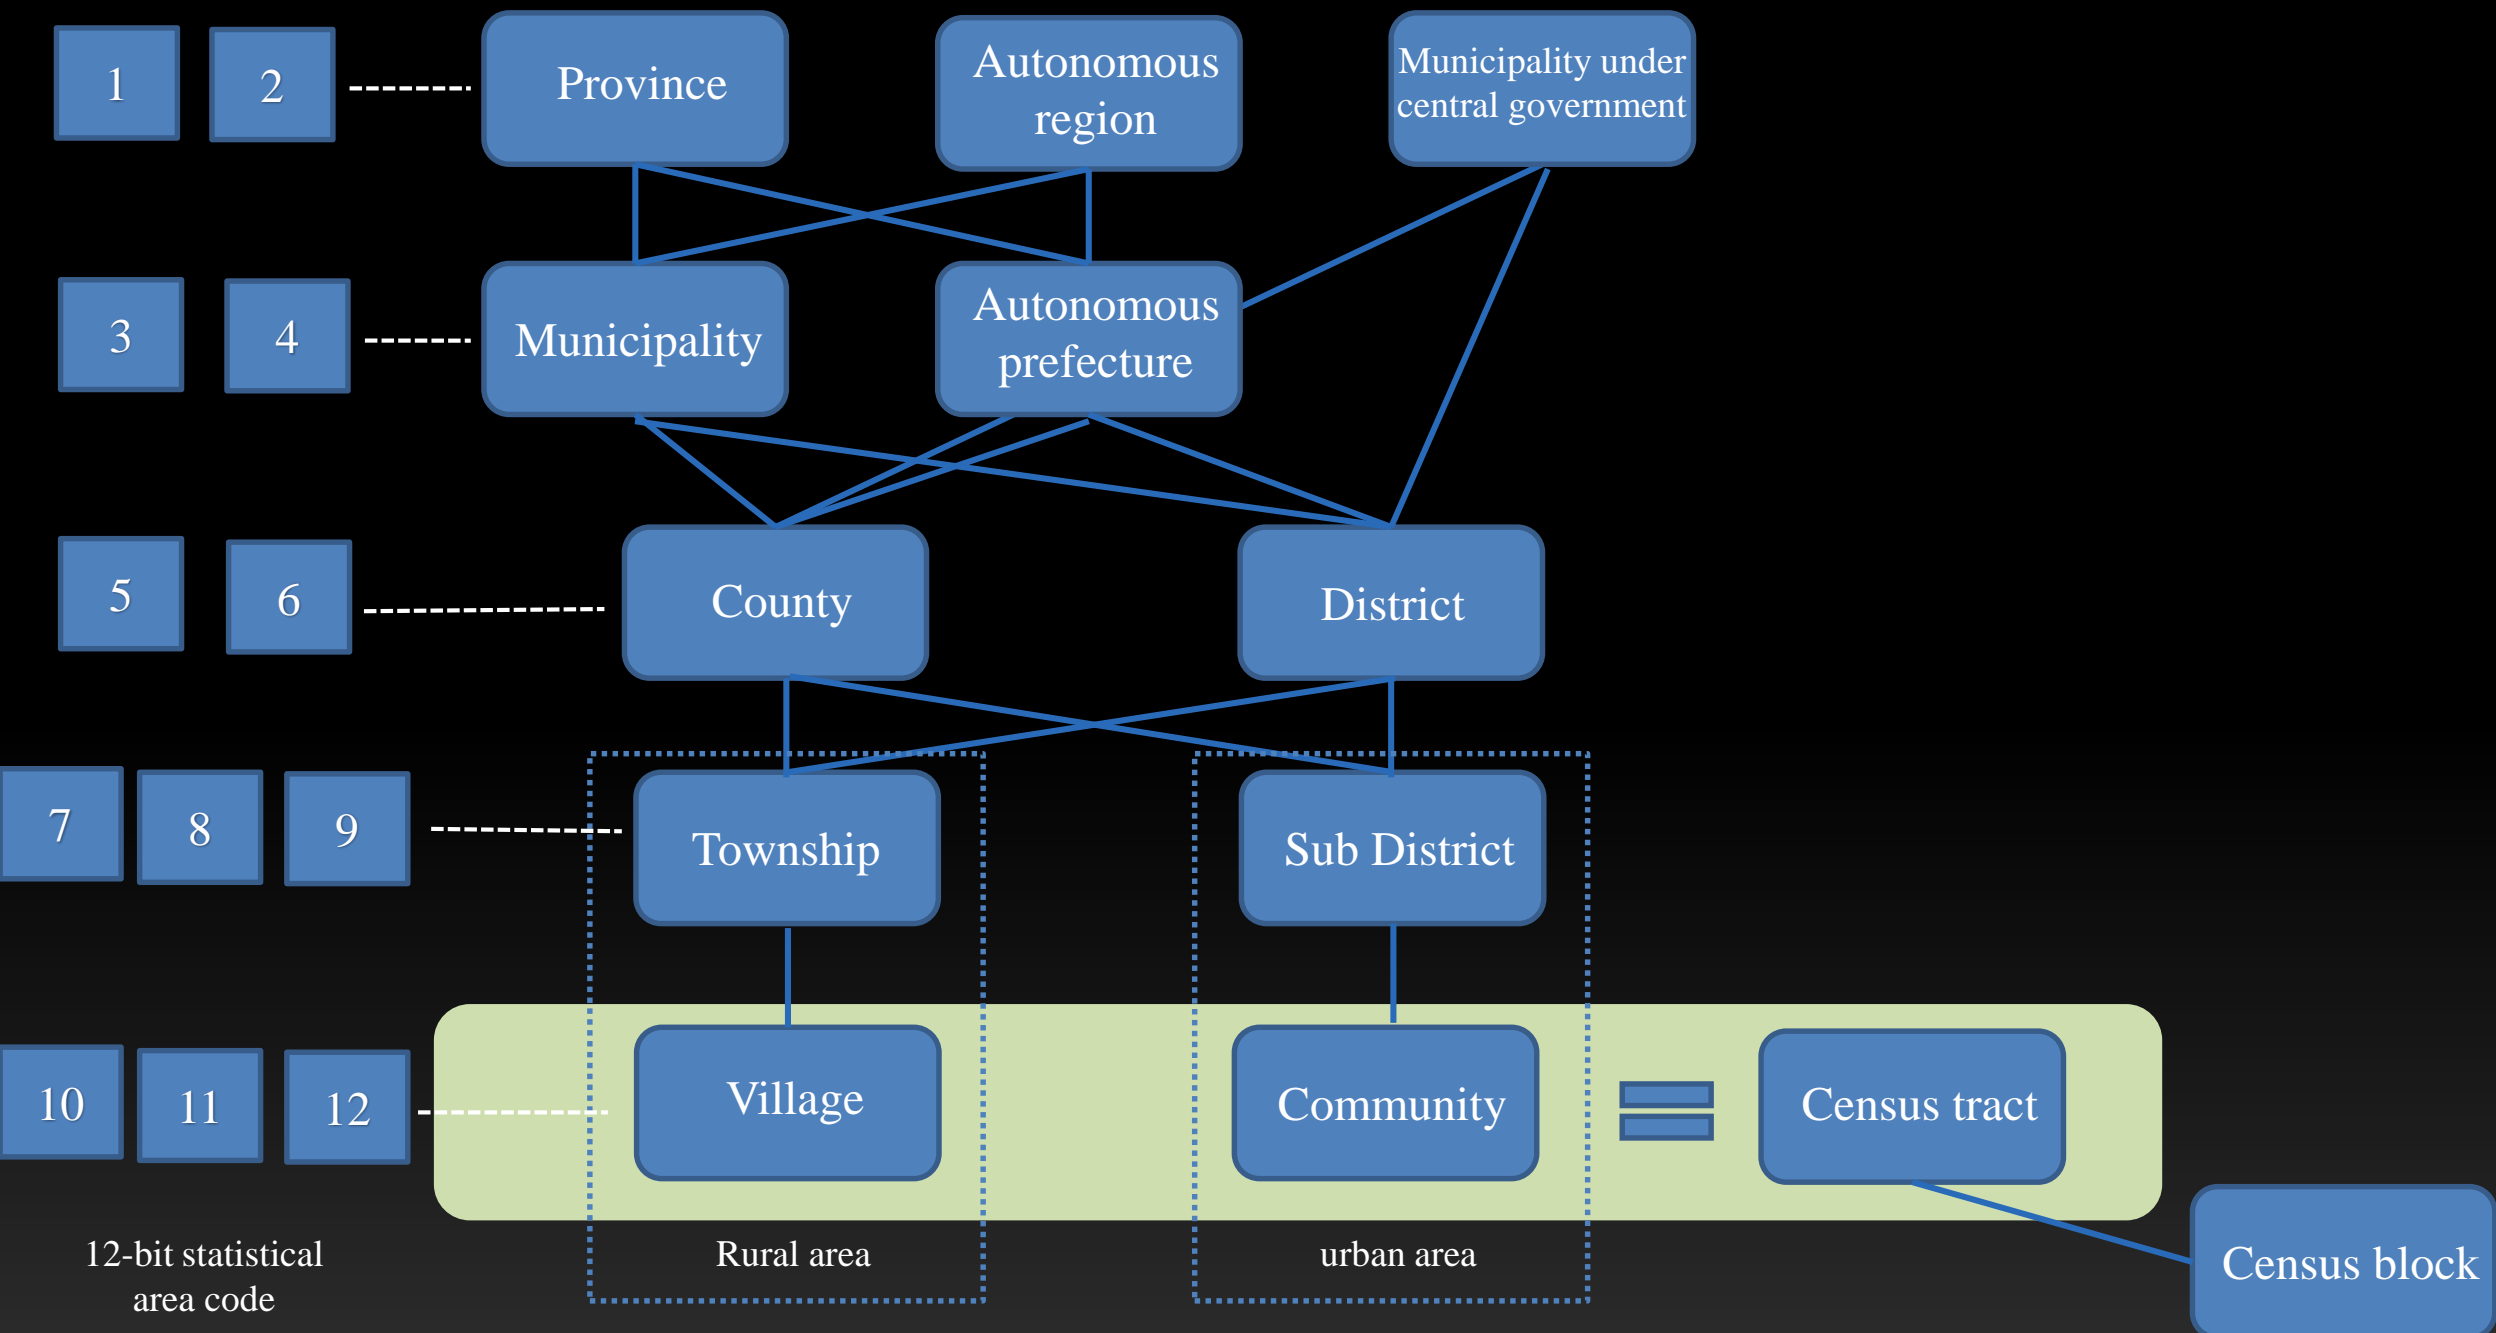 1
2
Province
Autonomous
region
Municipality under
central government
3
4
Municipality
Autonomous
prefecture
5
6
County
District
7
8
9
Township
Sub District
10
11
12
Village
Community
Census tract
12-bit statistical
area code
Rural area
urban area
Census block